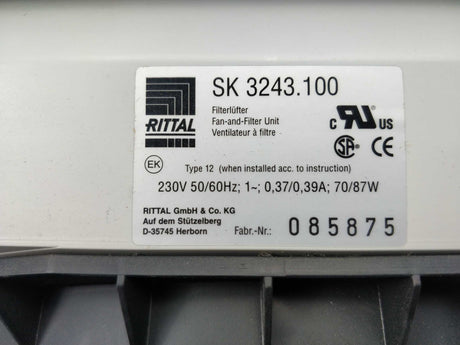 RITTAL
SK 3243.100
Filterlüfter
Fan-and-Filter Unit
Ventilateur à filtre
C RU US
SA CE
EK
Type 12 (when installed acc. to instruction)
230V 50/60Hz; 1~; 0,37/0,39A; 70/87W
RITTAL GmbH & Co. KG
Auf dem Stützelberg
D-35745 Herborn
Fabr.-Nr.: 085875